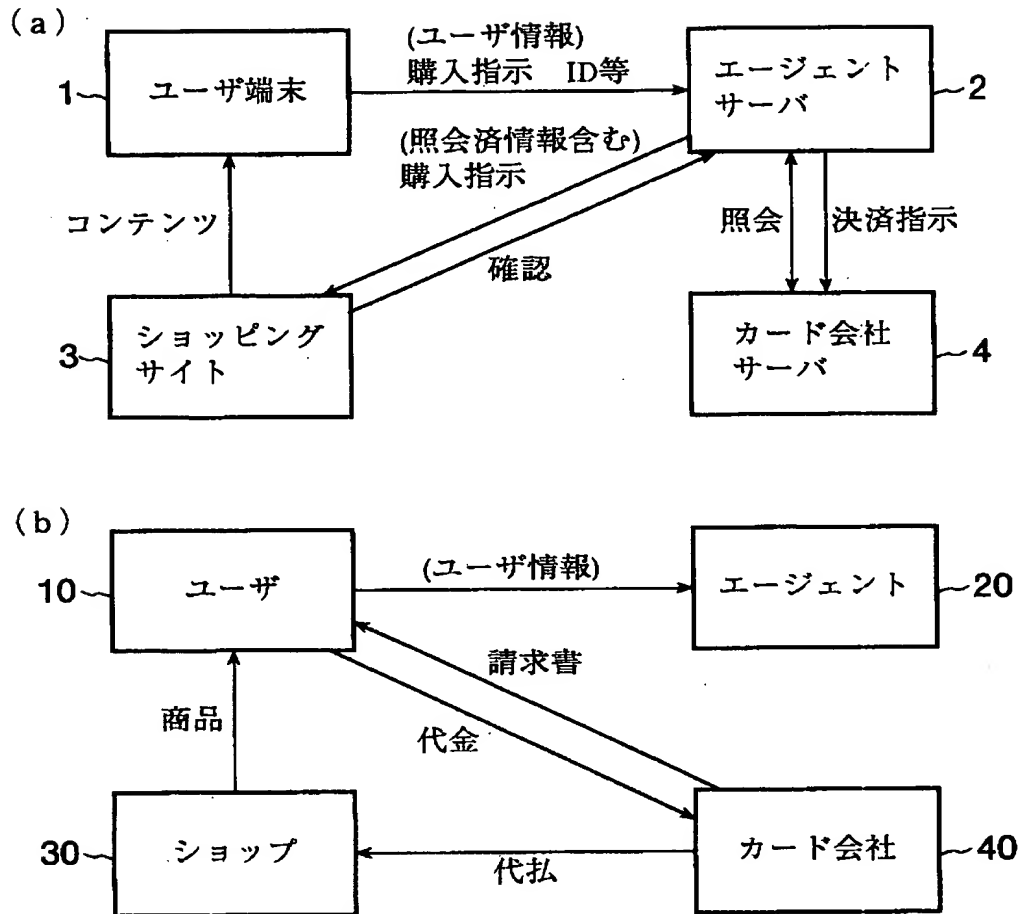 (a)
(ユーザ情報)
購入指示　ID等
1
ユーザ端末
エージェント
サーバ
2
(照会済情報含む)
購入指示
コンテンツ
確認
照会
決済指示
3
ショッピング
サイト
カード会社
サーバ
4
(b)
10
ユーザ
(ユーザ情報)
エージェント
20
請求書
商品
代金
30
ショップ
代払
カード会社
40